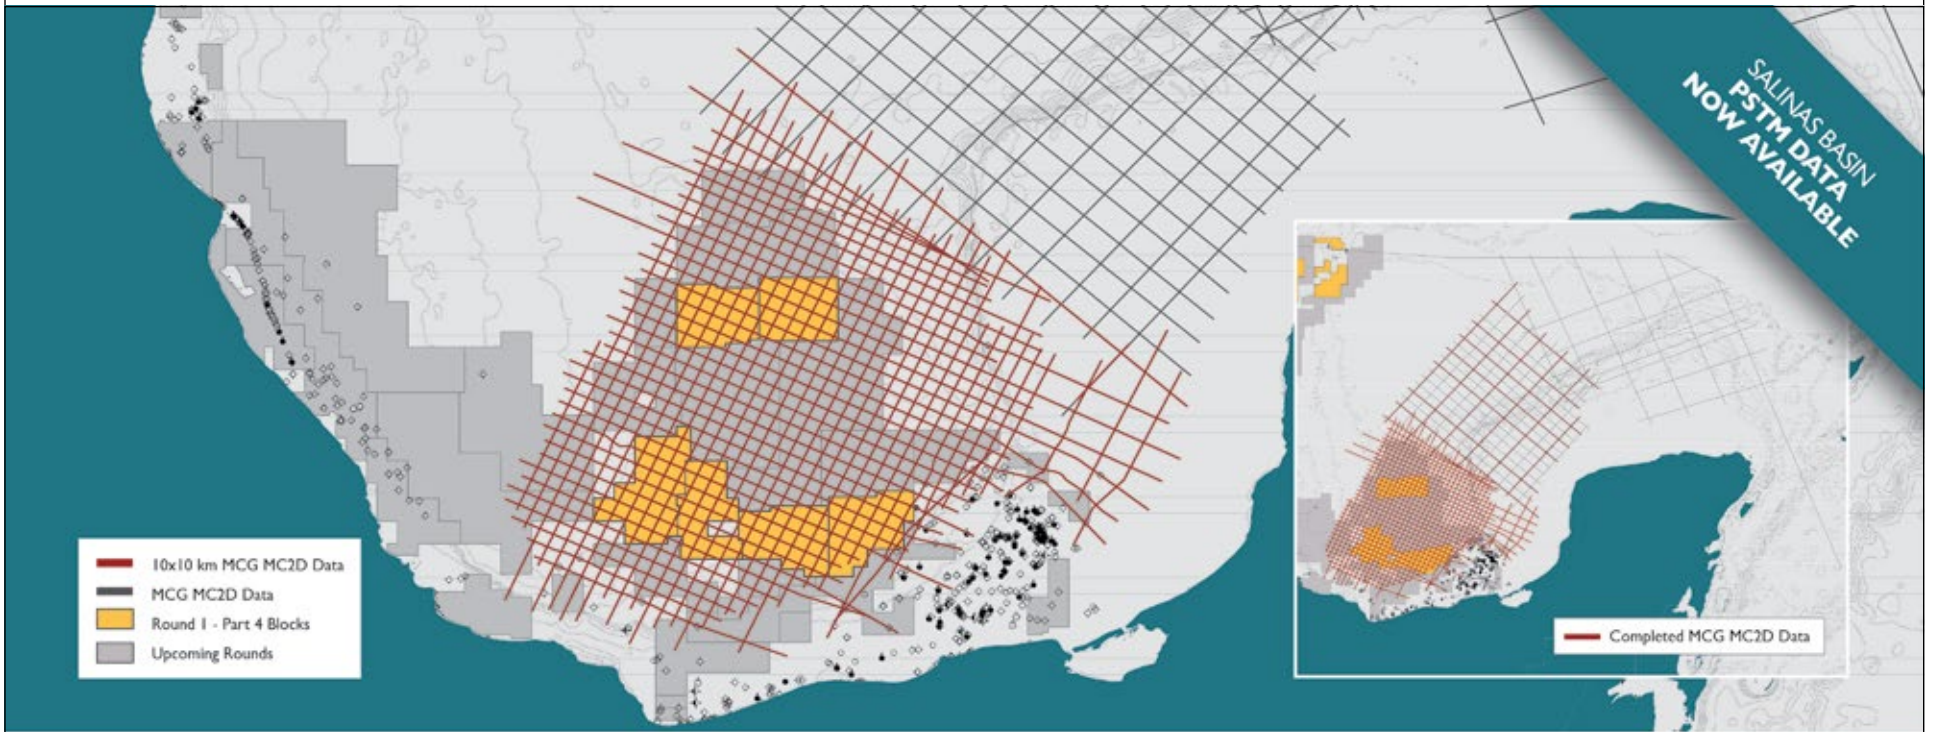 SALINAS BASIN
PSTM DATA
NOW AVAILABLE
10x10 km MCG MC2D Data
MCG MC2D Data
Round 1 - Part 4 Blocks
Upcoming Rounds
Completed MCG MC2D Data